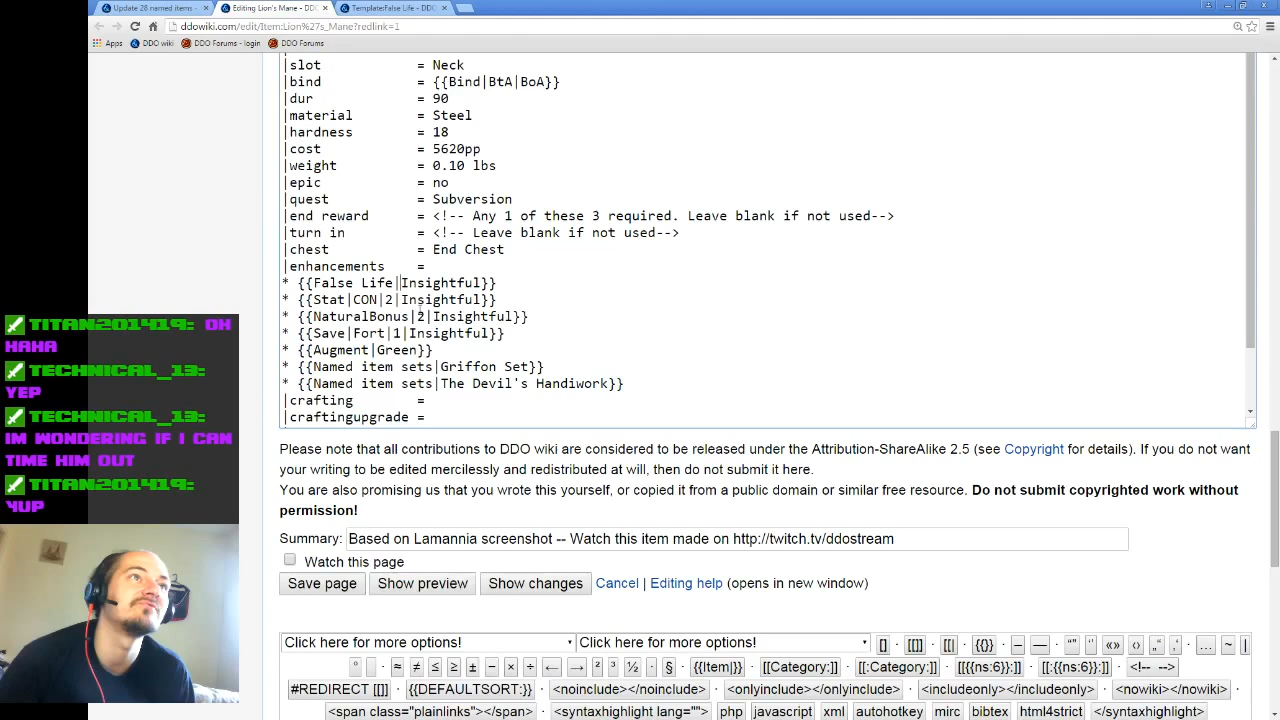 Update 28 named items -
Editing Lion's Mane - DDO
Template:False Life - DDO
ddowiki.com/edit/Item:Lion%27s_Mane?redlink=1
Apps DDO wiki DDO Forums - login DDO Forums
|slot = Neck
|bind = {{Bind|BtA|BoA}}
|dur = 90
|material = Steel
|hardness = 18
|cost = 5620pp
|weight = 0.10 lbs
|epic = no
|quest = Subversion
|end reward = <!-- Any 1 of these 3 required. Leave blank if not used-->
|turn in = <!-- Leave blank if not used-->
|chest = End Chest
|enhancements =
* {{False Life|Insightful}}
* {{Stat|CON|2|Insightful}}
* {{NaturalBonus|2|Insightful}}
* {{Save|Fort|1|Insightful}}
* {{Augment|Green}}
* {{Named item sets|Griffon Set}}
* {{Named item sets|The Devil's Handiwork}}
|crafting =
|craftingupgrade =
TITAN201419: OH
HAHA
TECHNICAL_13:
YEP
TECHNICAL_13:
IM WONDERING IF I CAN
TIME HIM OUT
TITAN201419:
YUP
Please note that all contributions to DDO wiki are considered to be released under the Attribution-ShareAlike 2.5 (see Copyright for details). If you do not
want your writing to be edited mercilessly and redistributed at will, then do not submit it here.
You are also promising us that you wrote this yourself, or copied it from a public domain or similar free resource. Do not submit copyrighted work without
permission!
Summary: Based on Lamannia screenshot -- Watch this item made on http://twitch.tv/ddostream
Watch this page
Save page Show preview Show changes Cancel | Editing help (opens in new window)
Click here for more options! Click here for more options! [] · [[]] · [[| · {{}} · – · — · “” · ‘’ · «» · ‹› · „“ · ‚‘ · … · ~ · |
° · ≈ ≠ ≤ ≥ ± − × ÷ ← → ² ³ ½ · § {{Item|}} · [[Category:]] · [[:Category:]] · [[{{ns:6}}:]] · [[:{{ns:6}}:]] · <!-- -->
#REDIRECT [[]] · {{DEFAULTSORT:}} · <noinclude></noinclude> · <onlyinclude></onlyinclude> · <includeonly></includeonly> · <nowiki></nowiki> ·
<span class="plainlinks"></span> · <syntaxhighlight lang=""></syntaxhighlight> php javascript xml autohotkey mirc bibtex html4strict </syntaxhighlight>